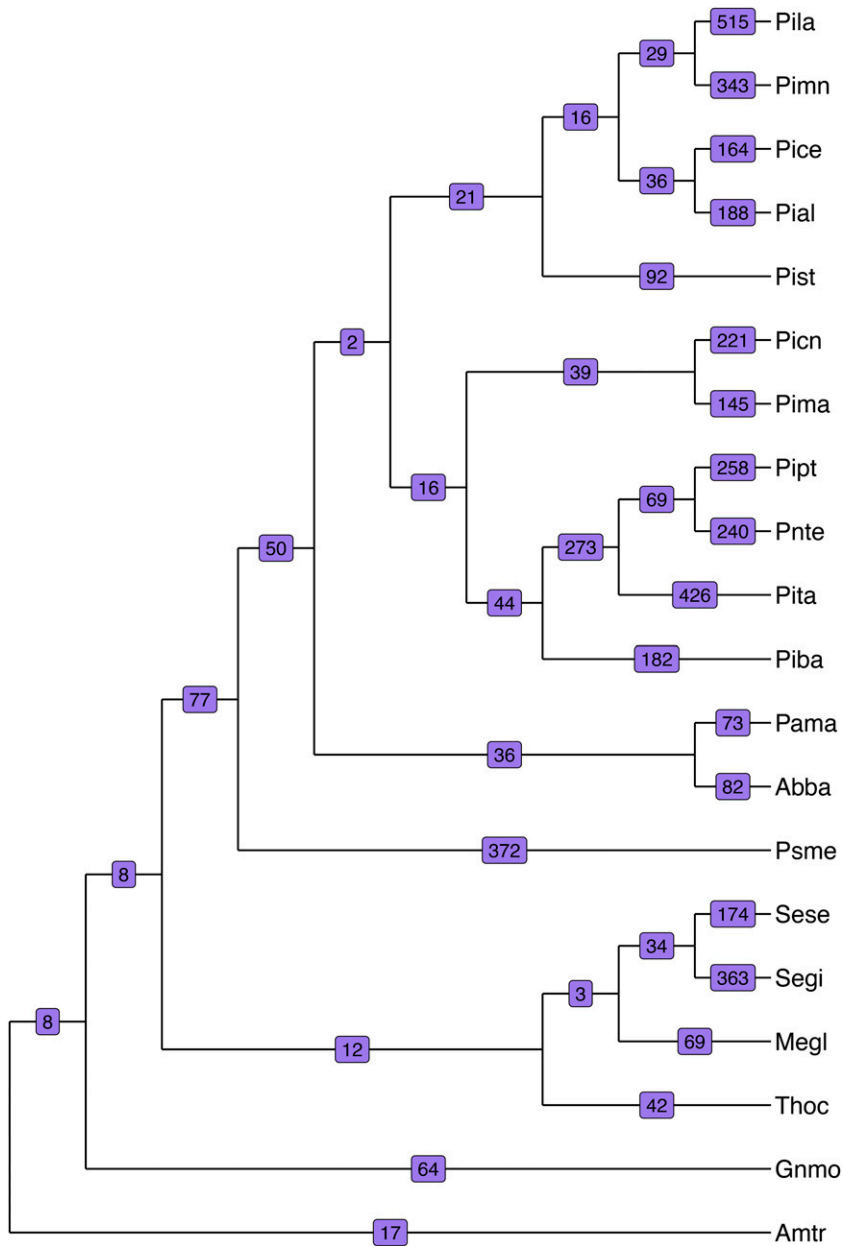 515 Pila
29
343 Pimn
16
164 Pice
36
188 Pial
21
92 Pist
221 Picn
2
39
145 Pima
258 Pipt
16
69
240 Pnte
50
273
426 Pita
44
182 Piba
77
73 Pama
36
82 Abba
372 Psme
8
174 Sese
34
363 Segi
3
8
69 Megl
12
42 Thoc
64 Gnmo
17 Amtr